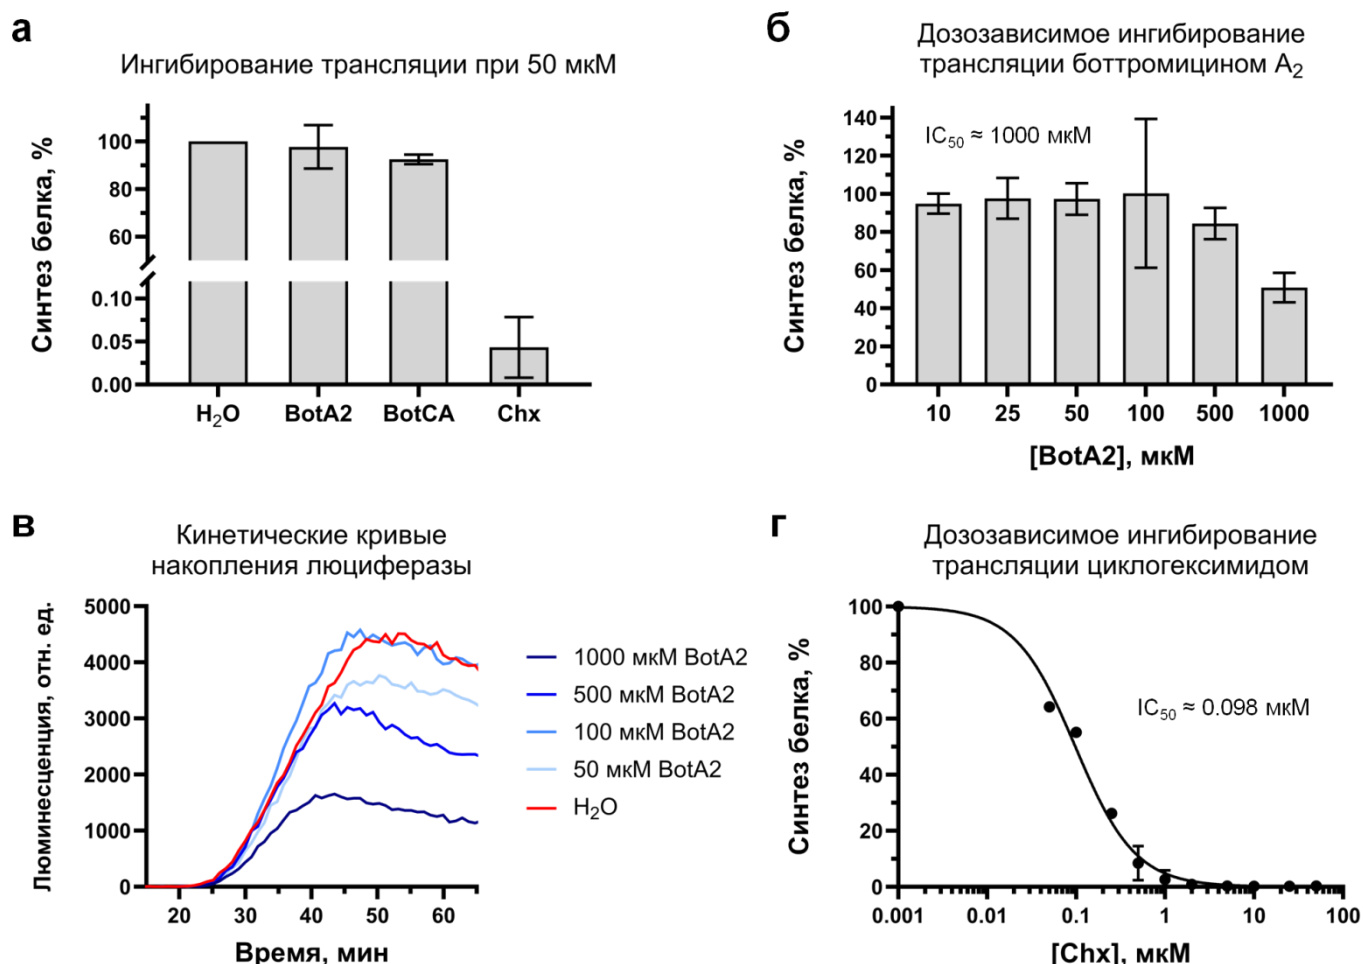 а
Ингибирование трансляции при 50 мкМ
Синтез белка, %
100
80
60
0.10
0.05
0.00
H₂O BotA2 BotCA Chx
б
Дозозависимое ингибирование
трансляции боттромицином A₂
IC₅₀ ≈ 1000 мкМ
Синтез белка, %
140
120
100
80
60
40
20
0
10 25 50 100 500 1000
[BotA2], мкМ
в
Кинетические кривые
накопления люциферазы
Люминесценция, отн. ед.
5000
4000
3000
2000
1000
0
20 30 40 50 60
Время, мин
1000 мкМ BotA2
500 мкМ BotA2
100 мкМ BotA2
50 мкМ BotA2
H₂O
г
Дозозависимое ингибирование
трансляции циклогексимидом
IC₅₀ ≈ 0.098 мкМ
Синтез белка, %
100
80
60
40
20
0
0.001 0.01 0.1 1 10 100
[Chx], мкМ